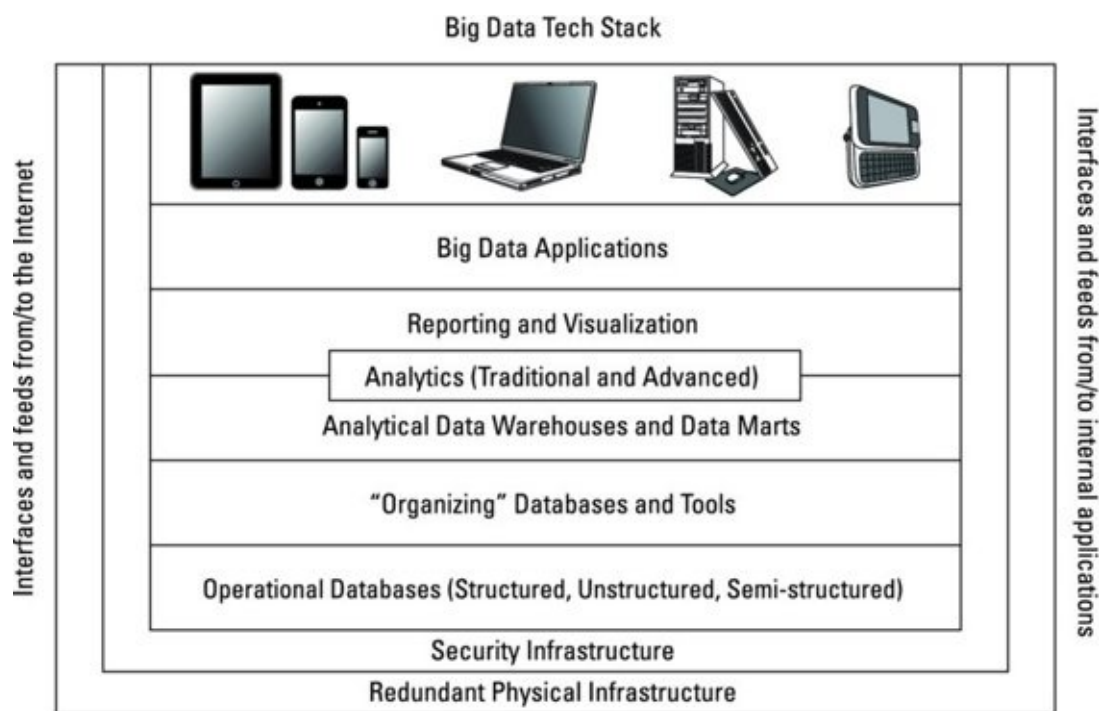 Big Data Tech Stack
Interfaces and feeds from/to the Internet
Interfaces and feeds from/to internal applications
Big Data Applications
Reporting and Visualization
Analytics (Traditional and Advanced)
Analytical Data Warehouses and Data Marts
“Organizing” Databases and Tools
Operational Databases (Structured, Unstructured, Semi-structured)
Security Infrastructure
Redundant Physical Infrastructure